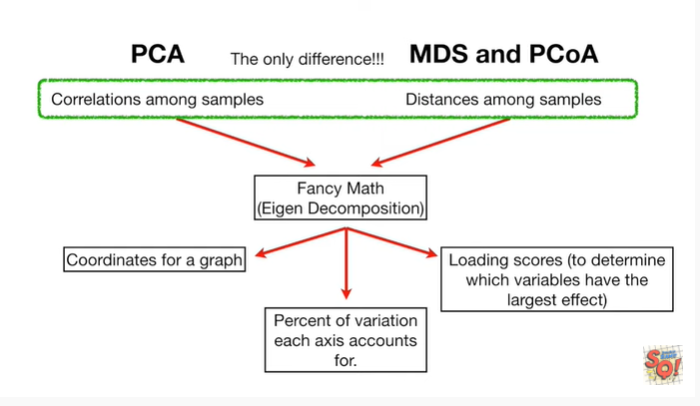 PCA
The only difference!!!
MDS and PCoA
Correlations among samples
Distances among samples
Fancy Math
(Eigen Decomposition)
Coordinates for a graph
Loading scores (to determine
which variables have the
largest effect)
Percent of variation
each axis accounts
for.